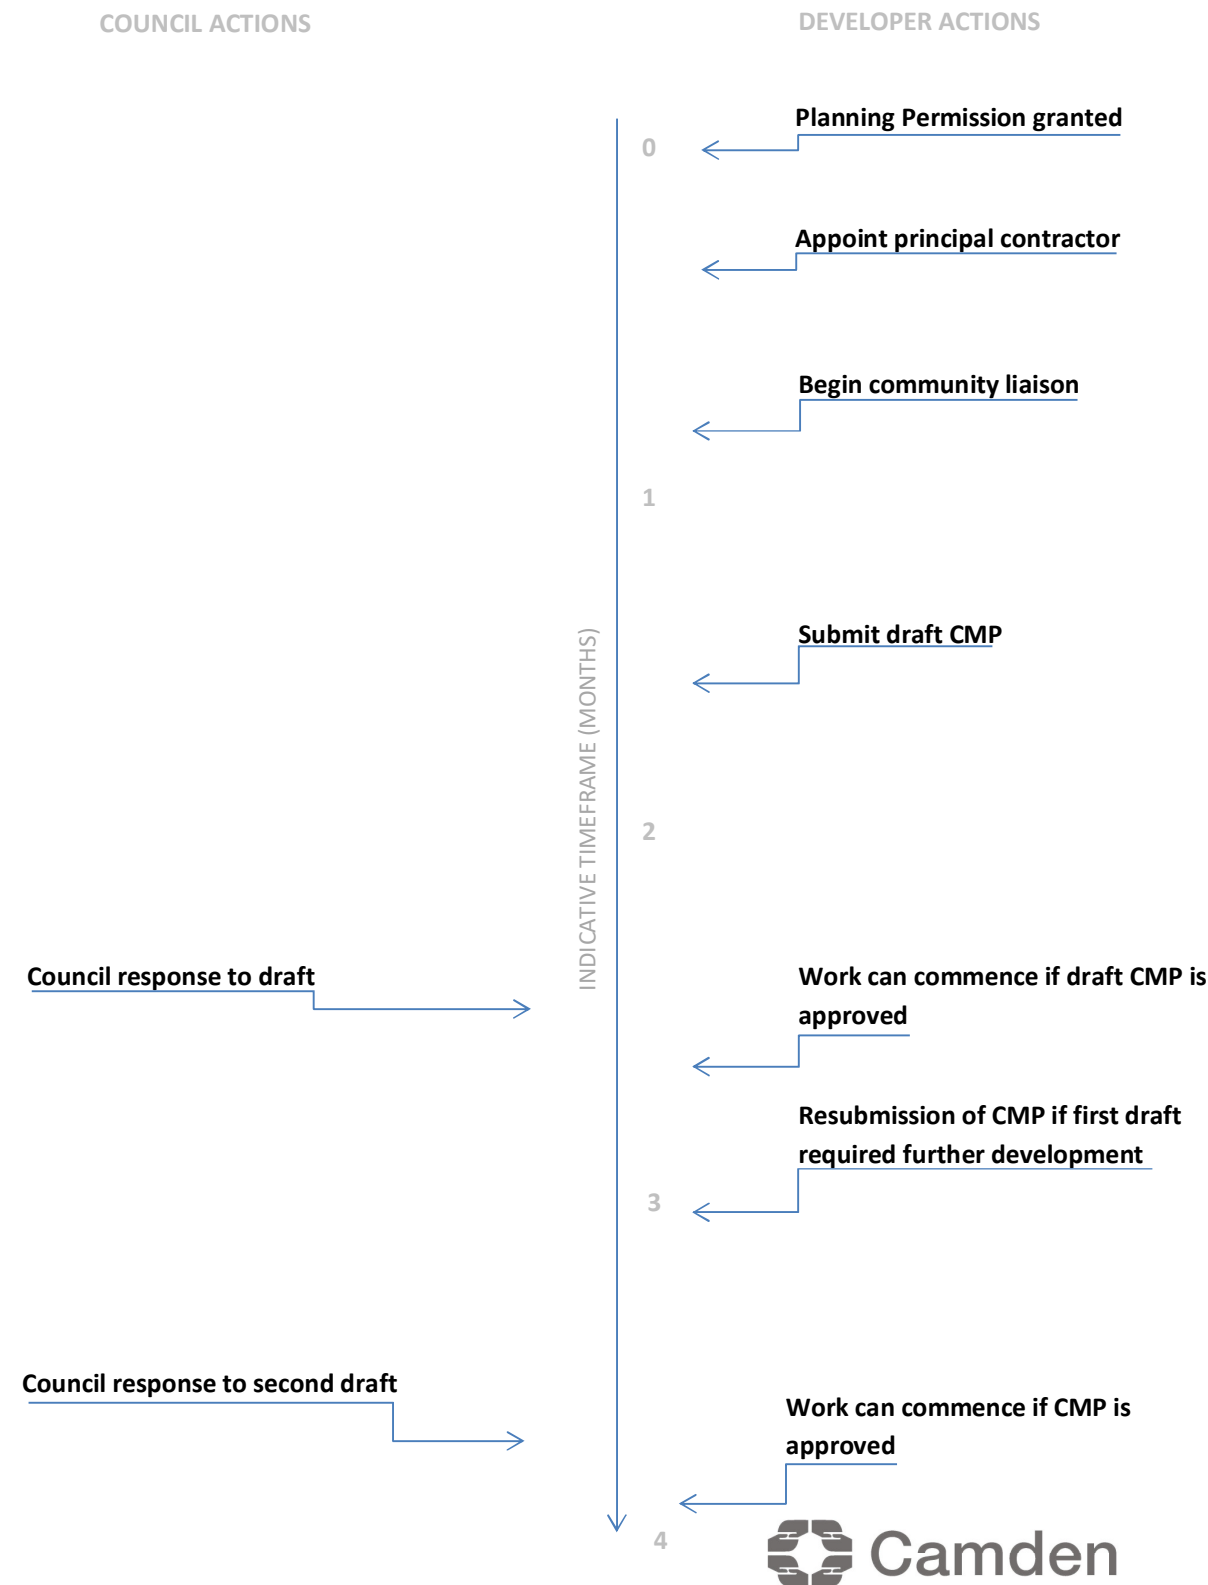 COUNCIL ACTIONS
DEVELOPER ACTIONS
Planning Permission granted
0
Appoint principal contractor
Begin community liaison
1
Submit draft CMP
INDICATIVE TIMEFRAME (MONTHS)
2
Council response to draft
Work can commence if draft CMP is
approved
Resubmission of CMP if first draft
required further development
3
Council response to second draft
Work can commence if CMP is
approved
4
Camden